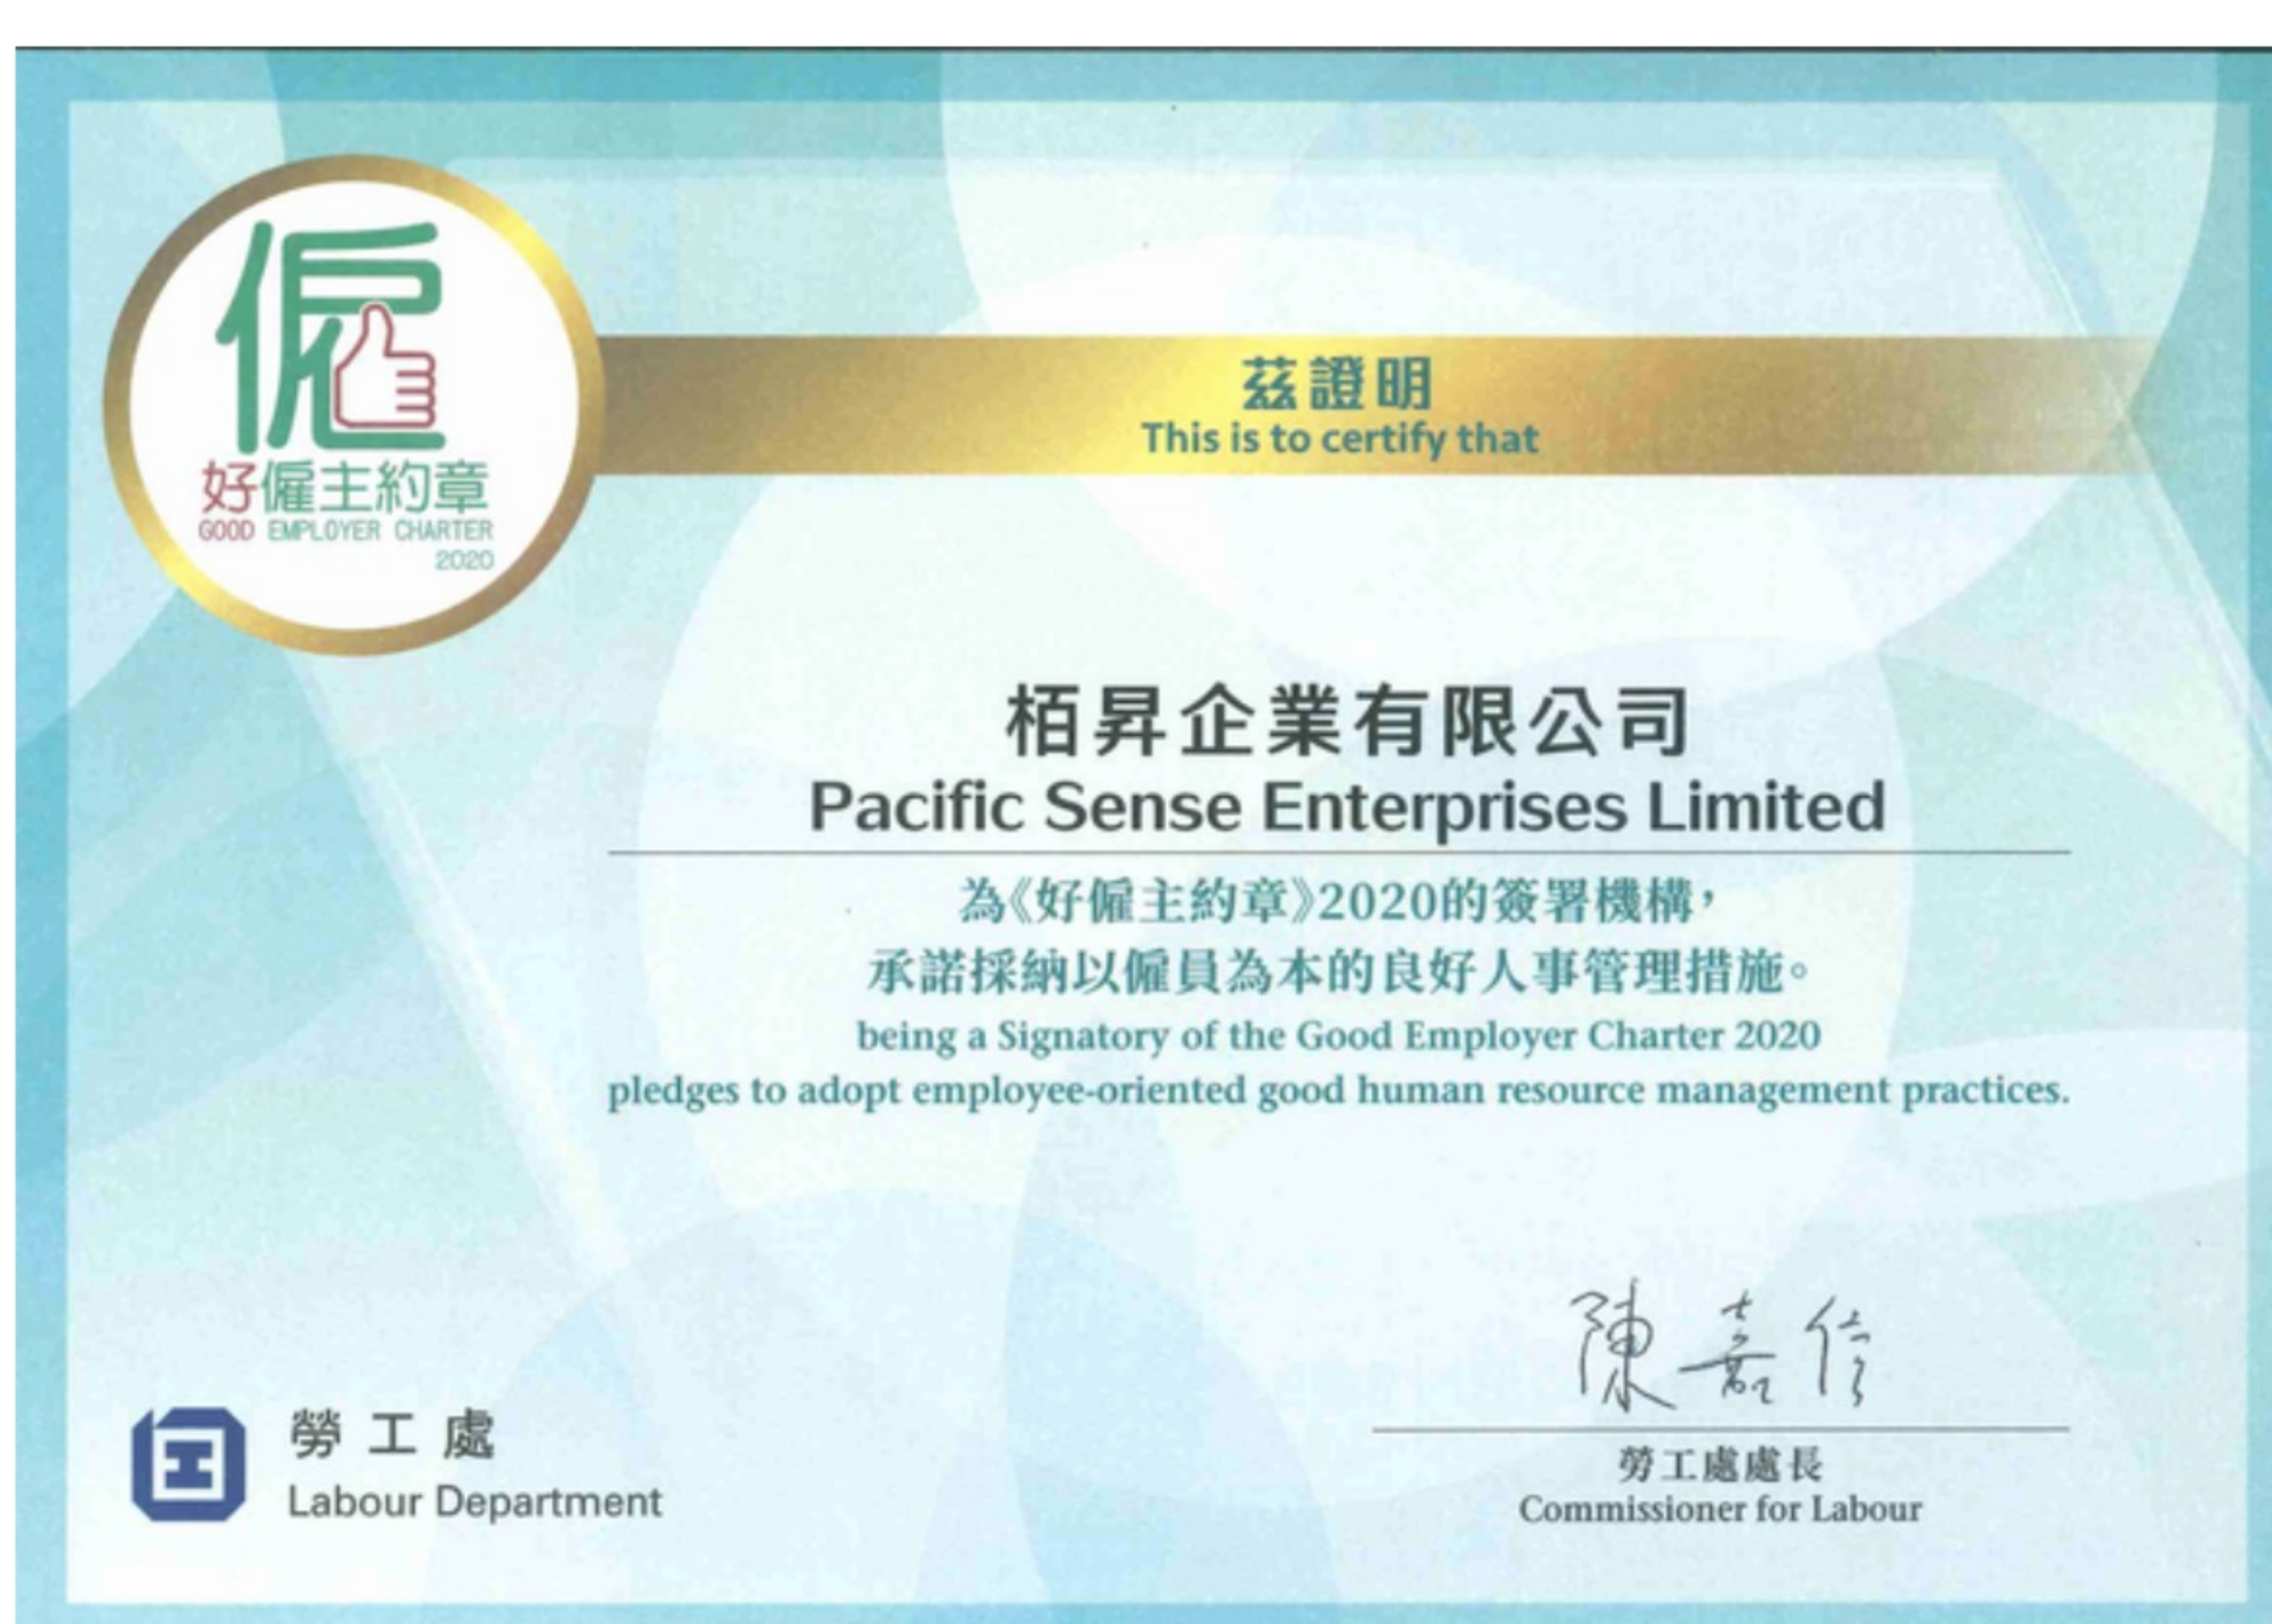 僱
好僱主約章
GOOD EMPLOYER CHARTER
2020
茲證明
This is to certify that
栢昇企業有限公司
Pacific Sense Enterprises Limited
為《好僱主約章》2020的簽署機構，
承諾採納以僱員為本的良好人事管理措施。
being a Signatory of the Good Employer Charter 2020
pledges to adopt employee-oriented good human resource management practices.
陳嘉信
勞工處處長
Commissioner for Labour
勞工處
Labour Department